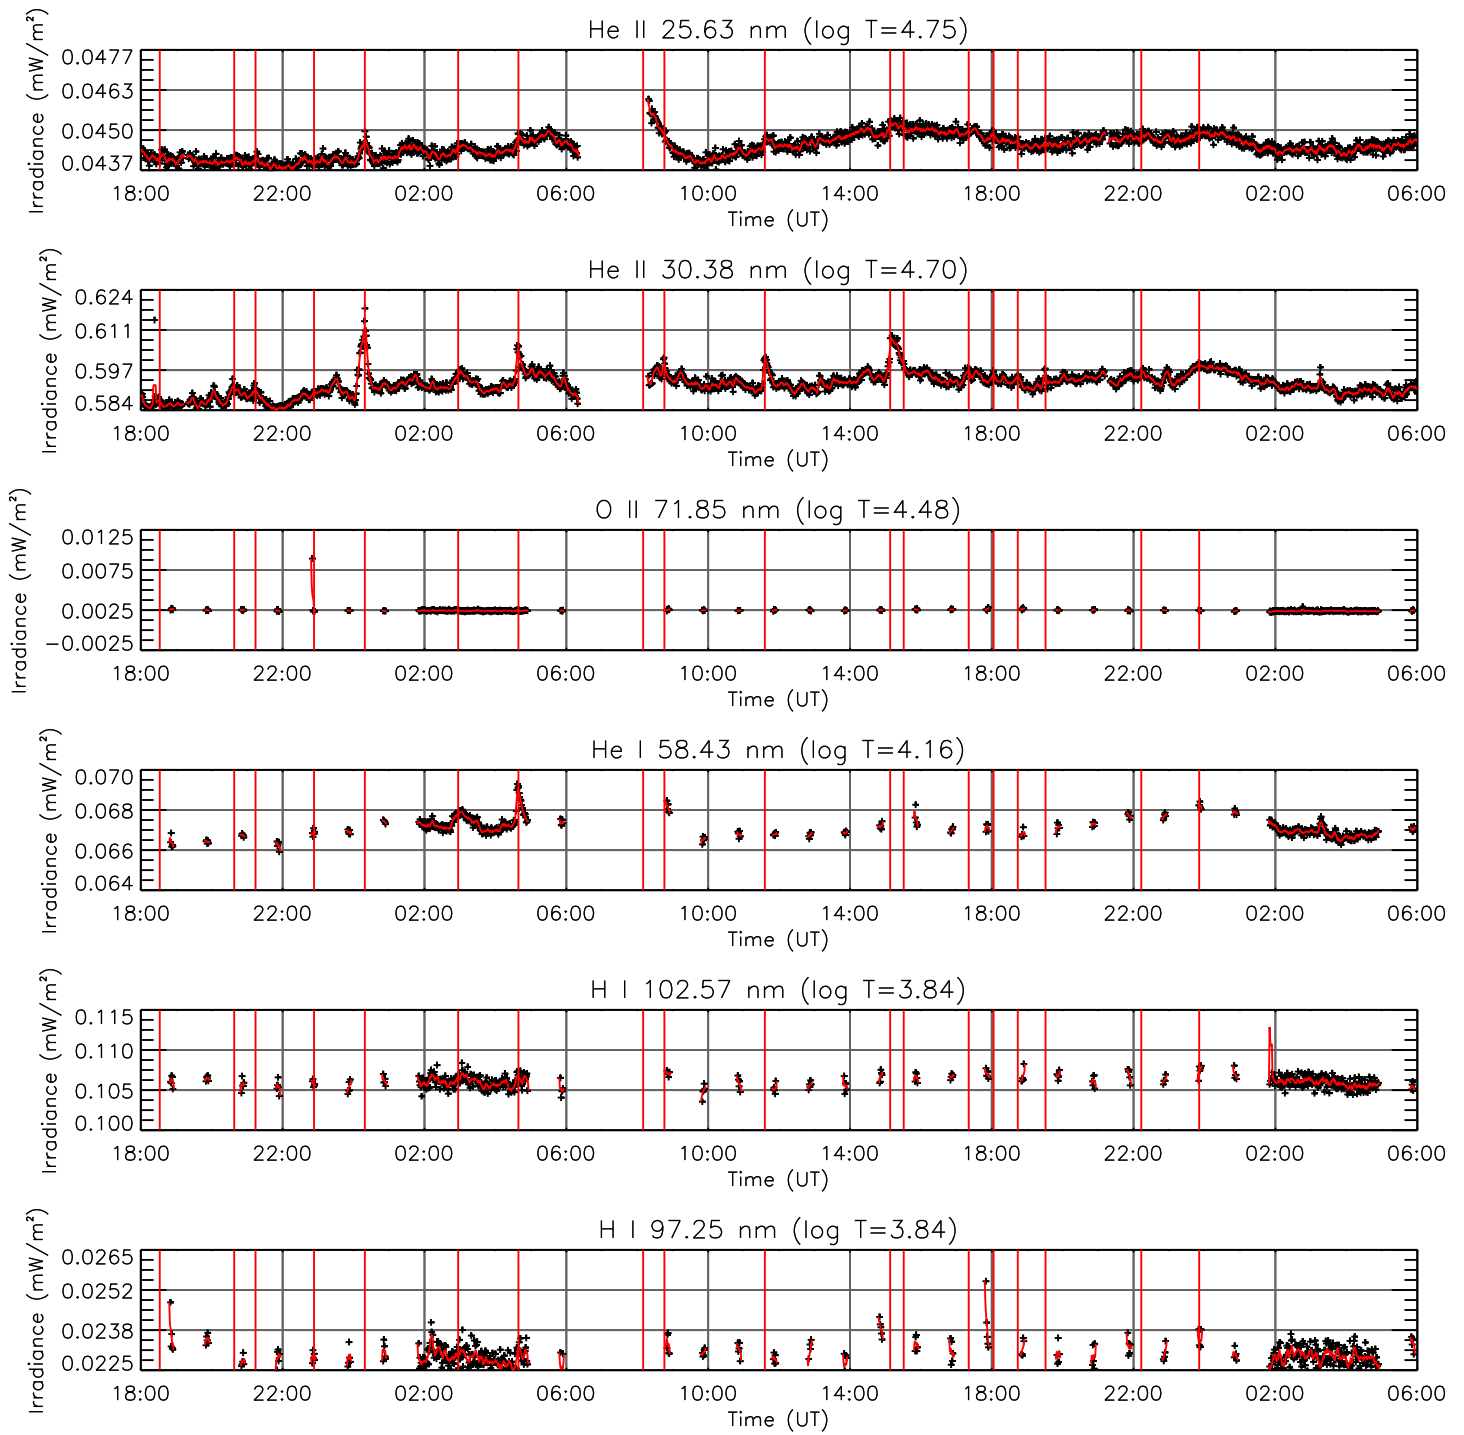 He II 25.63 nm (log T=4.75)
Irradiance (mW/m²)
0.0477
0.0463
0.0450
0.0437
18:00 22:00 02:00 06:00 10:00 14:00 18:00 22:00 02:00 06:00
Time (UT)
He II 30.38 nm (log T=4.70)
Irradiance (mW/m²)
0.624
0.611
0.597
0.584
18:00 22:00 02:00 06:00 10:00 14:00 18:00 22:00 02:00 06:00
Time (UT)
O II 71.85 nm (log T=4.48)
Irradiance (mW/m²)
0.0125
0.0075
0.0025
−0.0025
18:00 22:00 02:00 06:00 10:00 14:00 18:00 22:00 02:00 06:00
Time (UT)
He I 58.43 nm (log T=4.16)
Irradiance (mW/m²)
0.070
0.068
0.066
0.064
18:00 22:00 02:00 06:00 10:00 14:00 18:00 22:00 02:00 06:00
Time (UT)
H I 102.57 nm (log T=3.84)
Irradiance (mW/m²)
0.115
0.110
0.105
0.100
18:00 22:00 02:00 06:00 10:00 14:00 18:00 22:00 02:00 06:00
Time (UT)
H I 97.25 nm (log T=3.84)
Irradiance (mW/m²)
0.0265
0.0252
0.0238
0.0225
18:00 22:00 02:00 06:00 10:00 14:00 18:00 22:00 02:00 06:00
Time (UT)